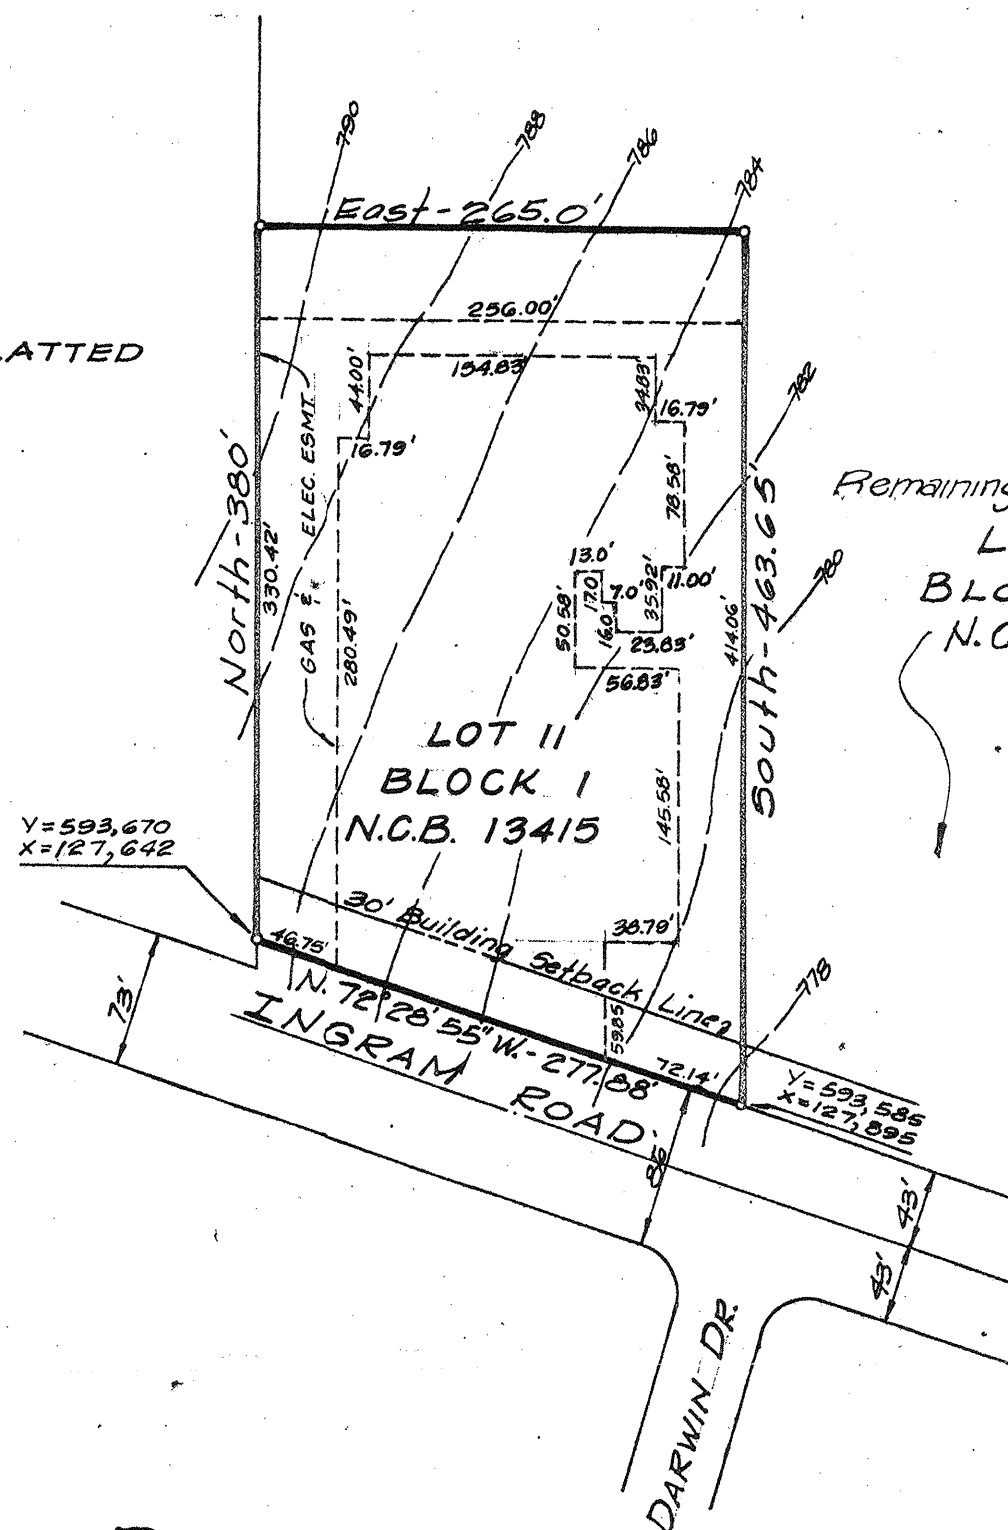 790
788
786
784
East - 265.0'
256.00'
ATTED
44.00'
154.83'
34.83'
16.79'
782
16.79'
ELEC. ESMT.
GAS &
North - 380'
330.42'
280.49'
78.58'
13.0'
17.0'
7.0'
35.92'
11.00'
50.58'
16.0'
23.83'
56.83'
South - 463.65'
414.06'
780
Remaining
L
BLO
N.C
LOT 11
BLOCK 1
N.C.B. 13415
145.58'
Y=593,670
X=127,642
30' Building Setback Line
38.79'
46.75'
59.85'
72.14'
778
N. 72° 28' 55" W. - 277.88'
INGRAM ROAD
73'
86'
Y=593,585
X=127,895
43'
43'
DARWIN DR.